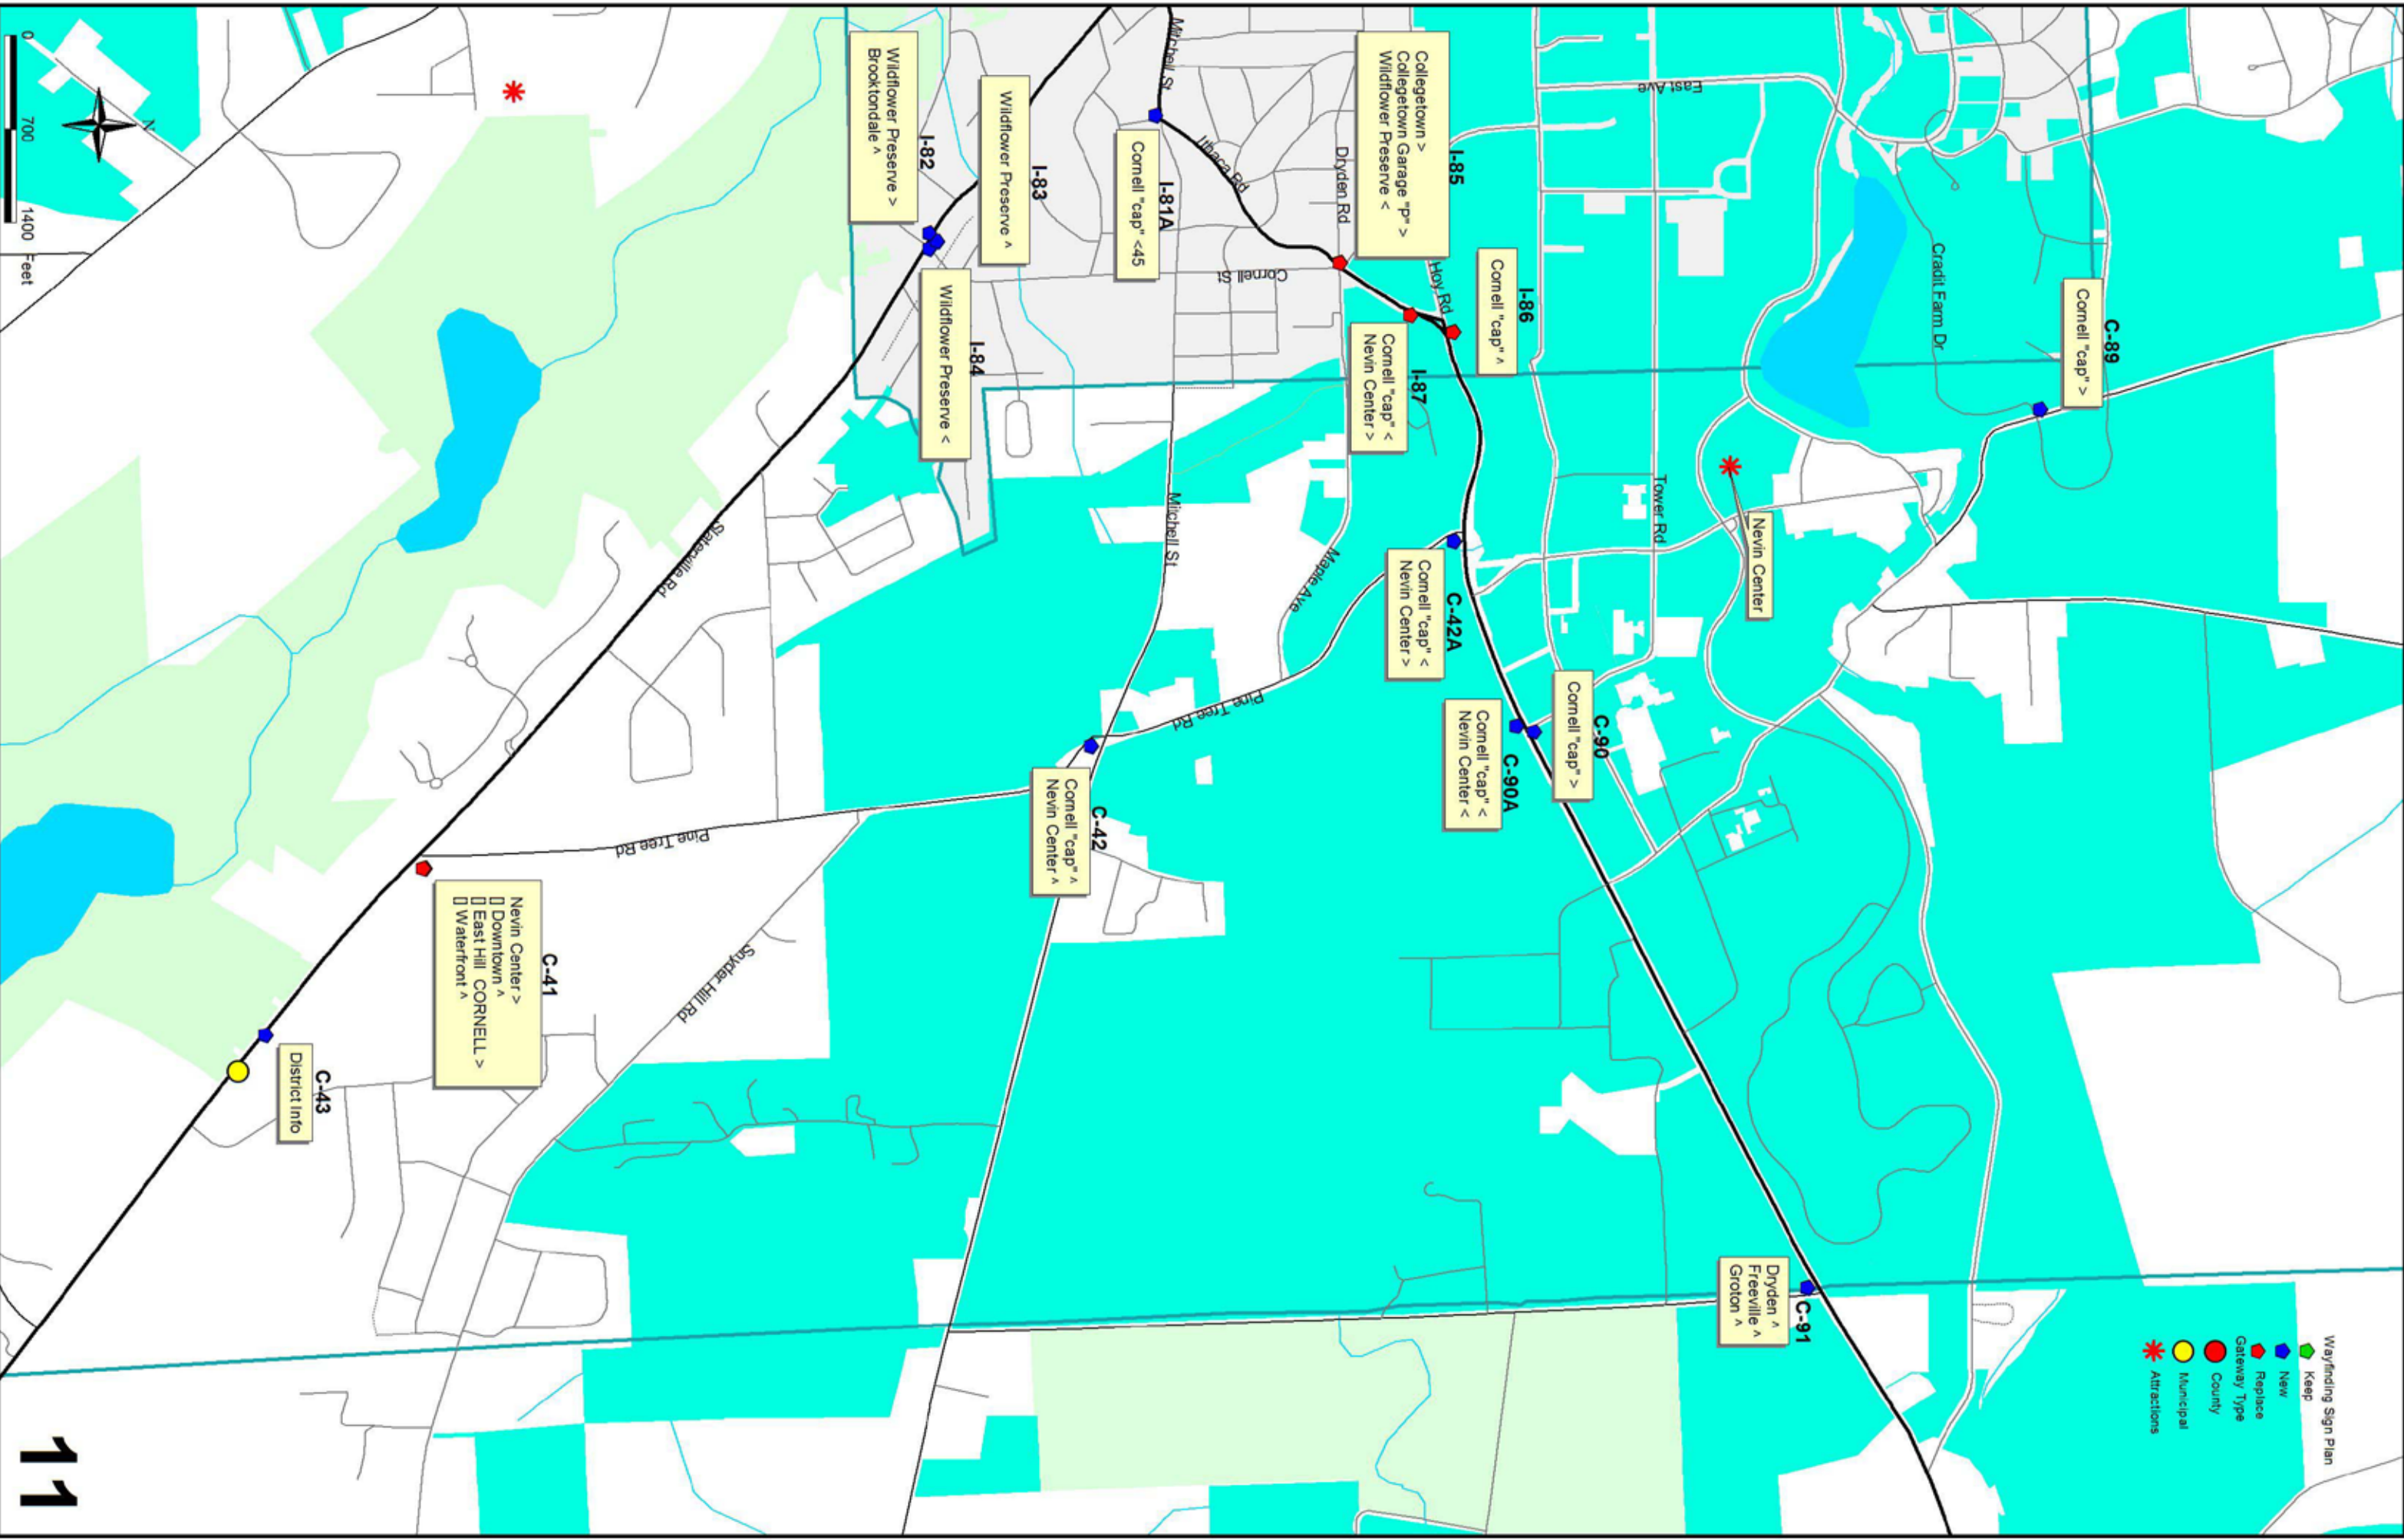 Wayfinding Sign Plan
Keep
New
Replace
Gateway Type
County
Municipal
Attractions
C-89
Cornell "cap" >
Cradit Farm Dr
East Ave
Nevin Center
Tower Rd
I-86
Cornell "cap" ^
I-85
Collegetown >
Collegetown Garage "P" >
Wildflower Preserve <
Hoy Rd
I-87
Cornell "cap" <
Nevin Center >
C-42A
Cornell "cap" <
Nevin Center >
C-90
Cornell "cap" >
C-90A
Cornell "cap" <
Nevin Center <
C-91
Dryden ^
Freeville ^
Groton ^
Dryden Rd
Maple Ave
Cornell St
Ithaca Rd
Pine Tree Rd
Mitchell St
Mitchell St
I-81A
Cornell "cap" <45
C-42
Cornell "cap" ^
Nevin Center ^
I-83
Wildflower Preserve ^
I-84
Wildflower Preserve <
I-82
Wildflower Preserve >
Brooktondale ^
Slaterville Rd
Pine Tree Rd
Snyder Hill Rd
C-41
Nevin Center >
▯ Downtown ^
▯ East Hill CORNELL >
▯ Waterfront ^
C-43
District Info
N
0 700 1400 Feet
11